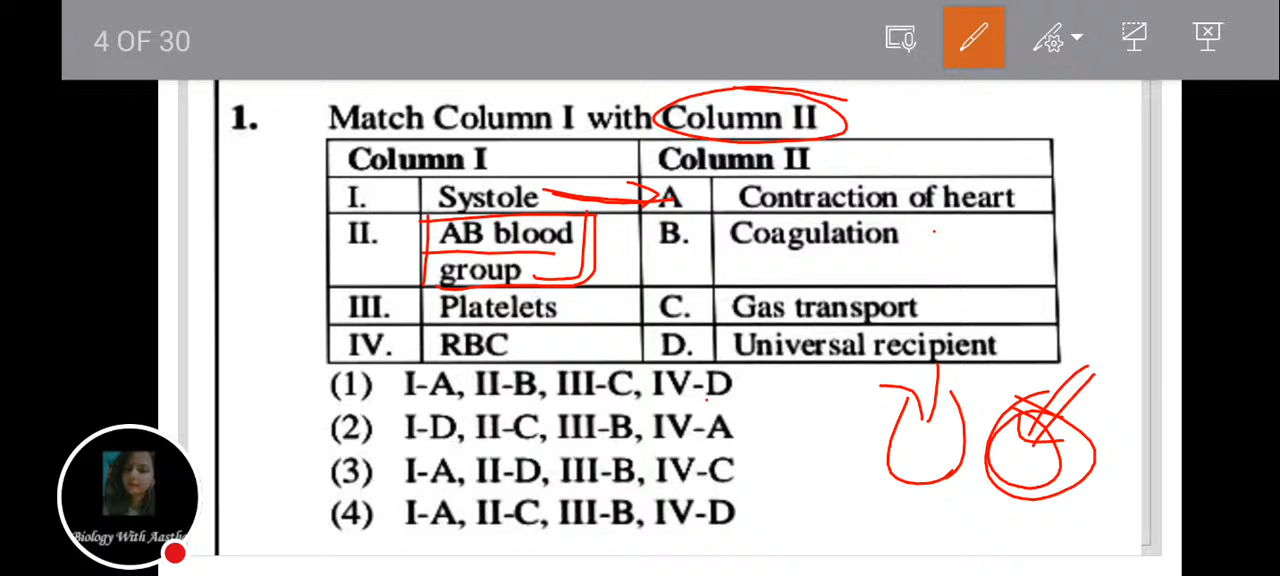 4 OF 30
1. Match Column I with Column II
Column I Column II
I. Systole A Contraction of heart
II. AB blood group B. Coagulation
III. Platelets C. Gas transport
IV. RBC D. Universal recipient
(1) I-A, II-B, III-C, IV-D
(2) I-D, II-C, III-B, IV-A
(3) I-A, II-D, III-B, IV-C
(4) I-A, II-C, III-B, IV-D
Biology With Aastha